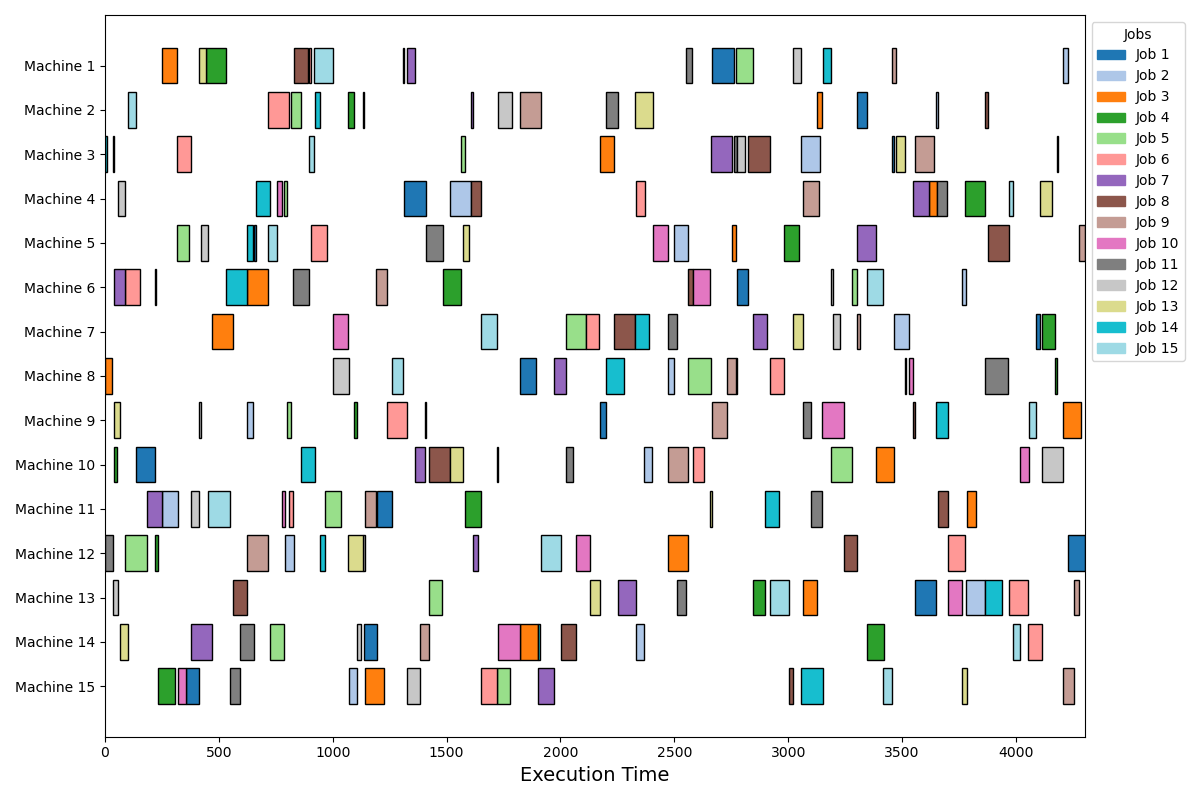 Machine 1
Machine 2
Machine 3
Machine 4
Machine 5
Machine 6
Machine 7
Machine 8
Machine 9
Machine 10
Machine 11
Machine 12
Machine 13
Machine 14
Machine 15
0 500 1000 1500 2000 2500 3000 3500 4000
Execution Time
Jobs
Job 1
Job 2
Job 3
Job 4
Job 5
Job 6
Job 7
Job 8
Job 9
Job 10
Job 11
Job 12
Job 13
Job 14
Job 15